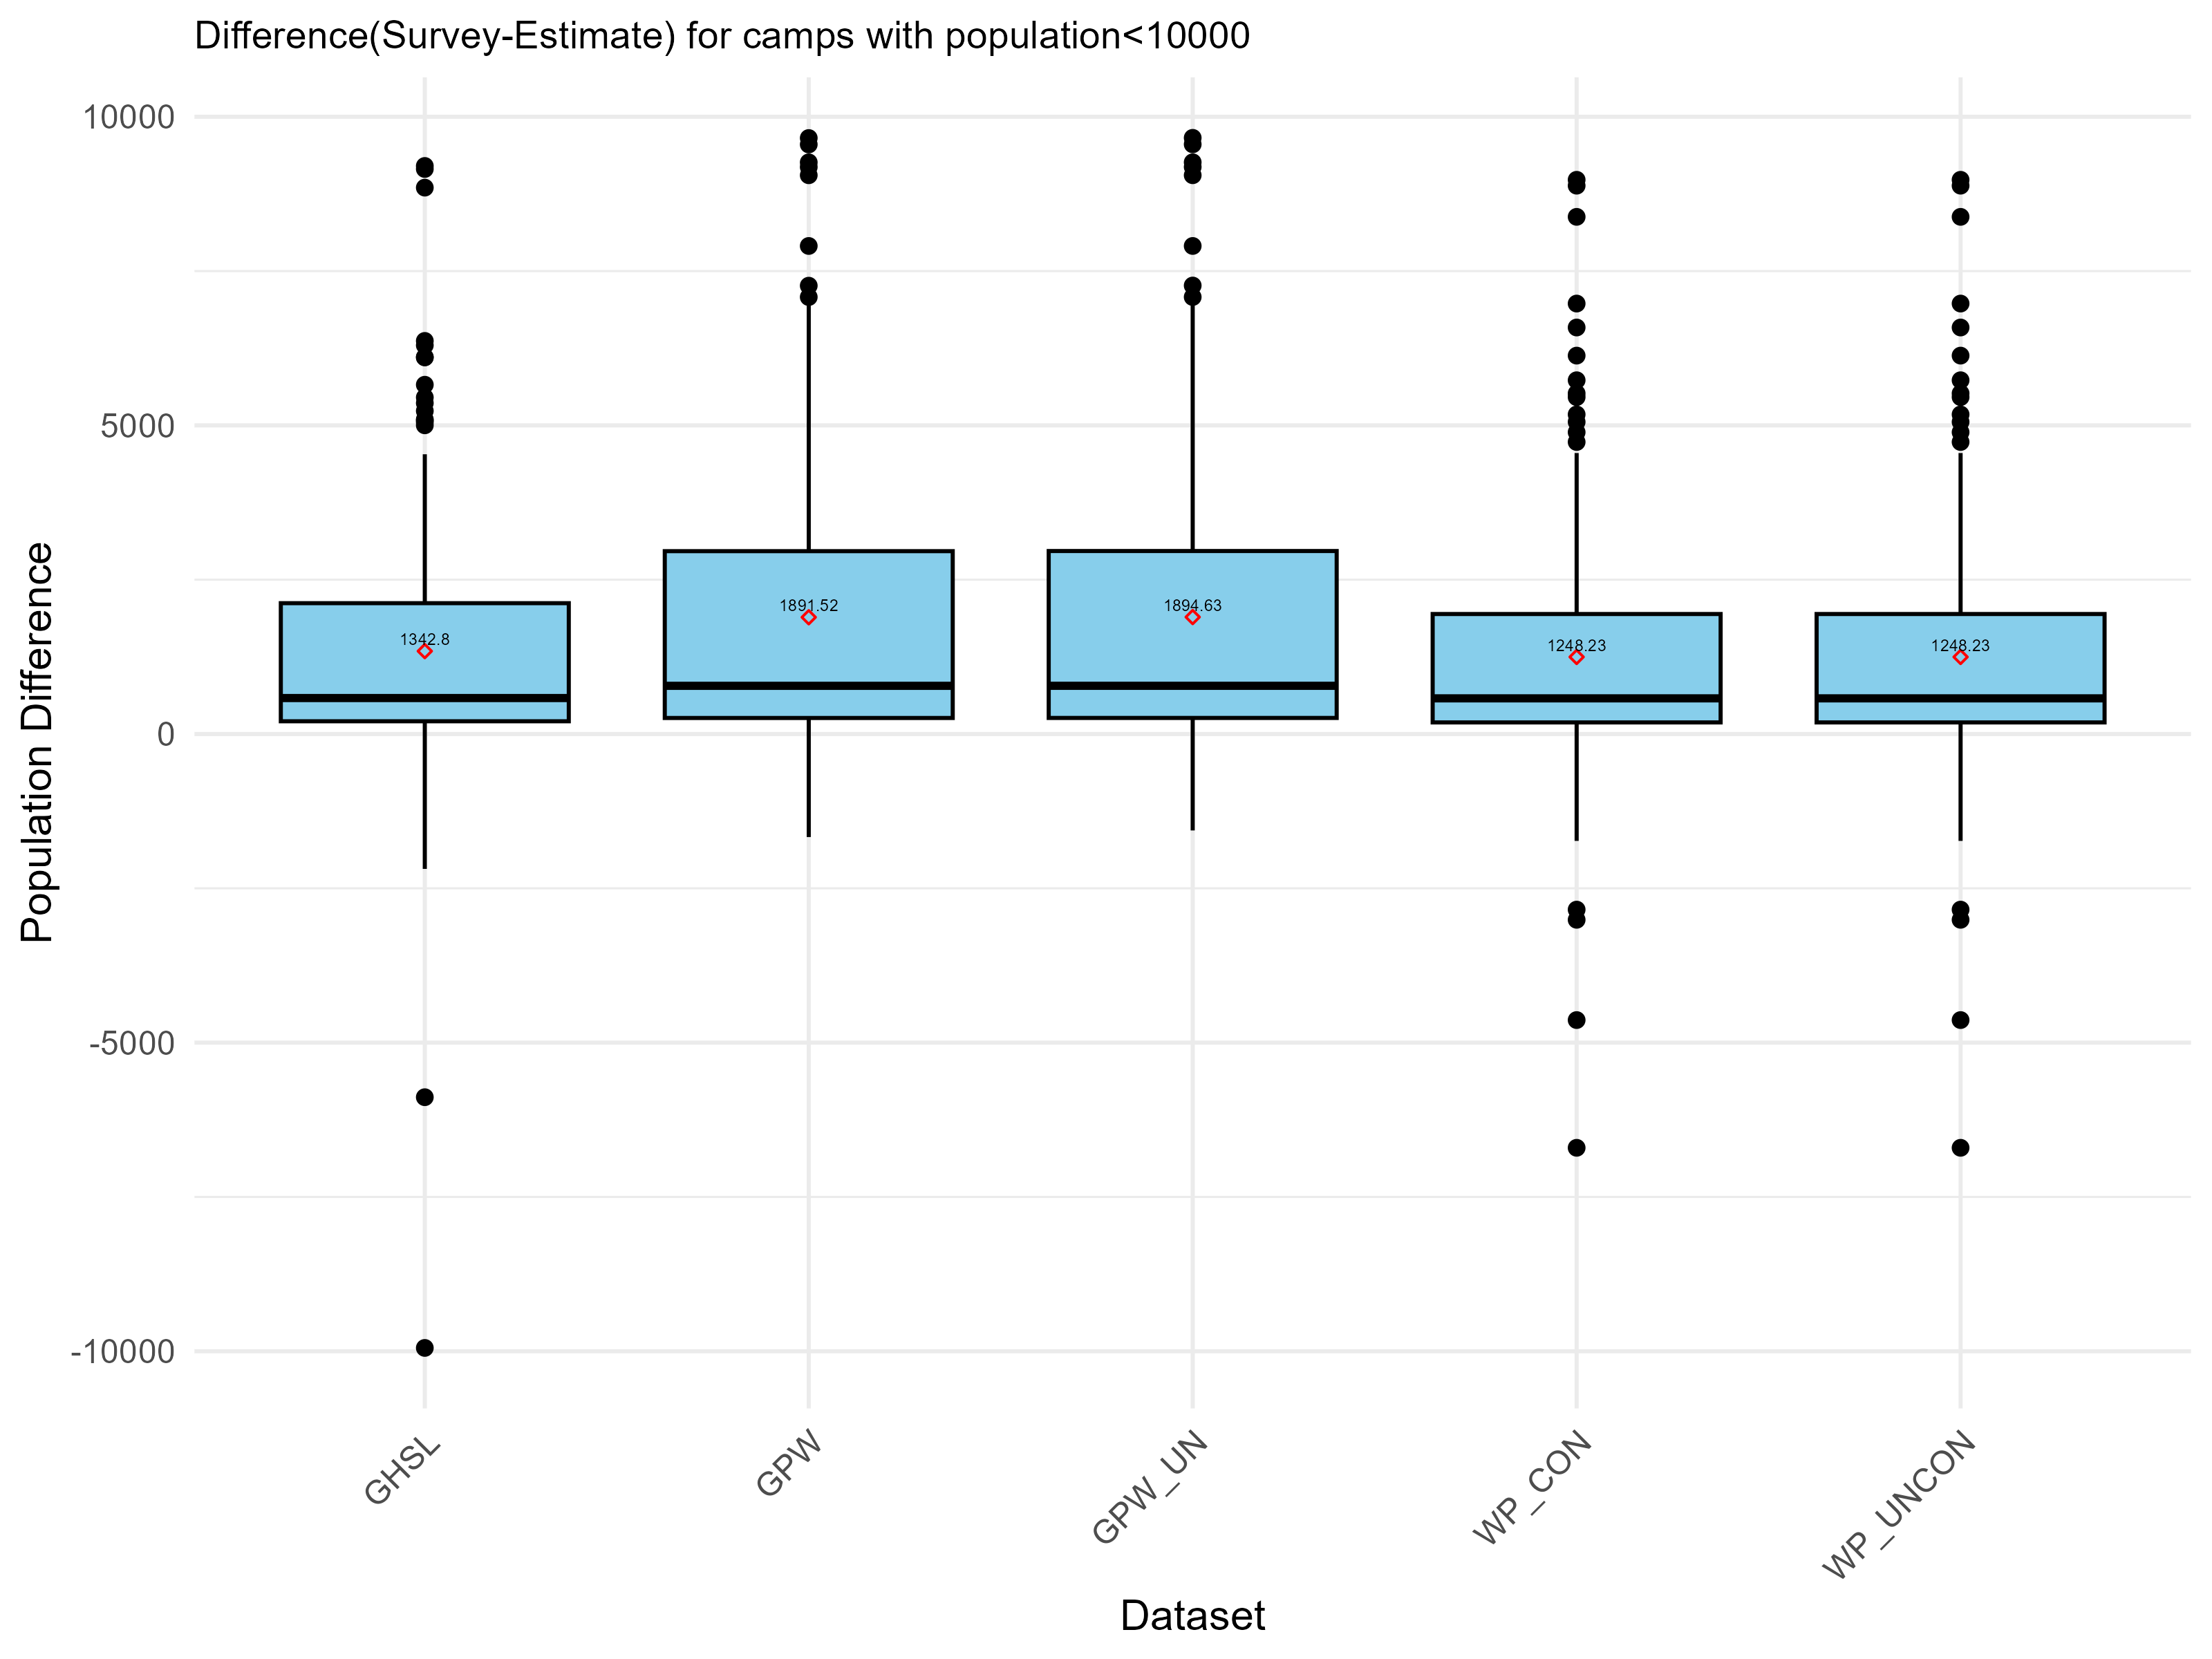 Difference(Survey-Estimate) for camps with population<10000
10000
5000
0
-5000
-10000
Population Difference
1342.8
1891.52
1894.63
1248.23
1248.23
GHSL
GPW
GPW_UN
WP_CON
WP_UNCON
Dataset